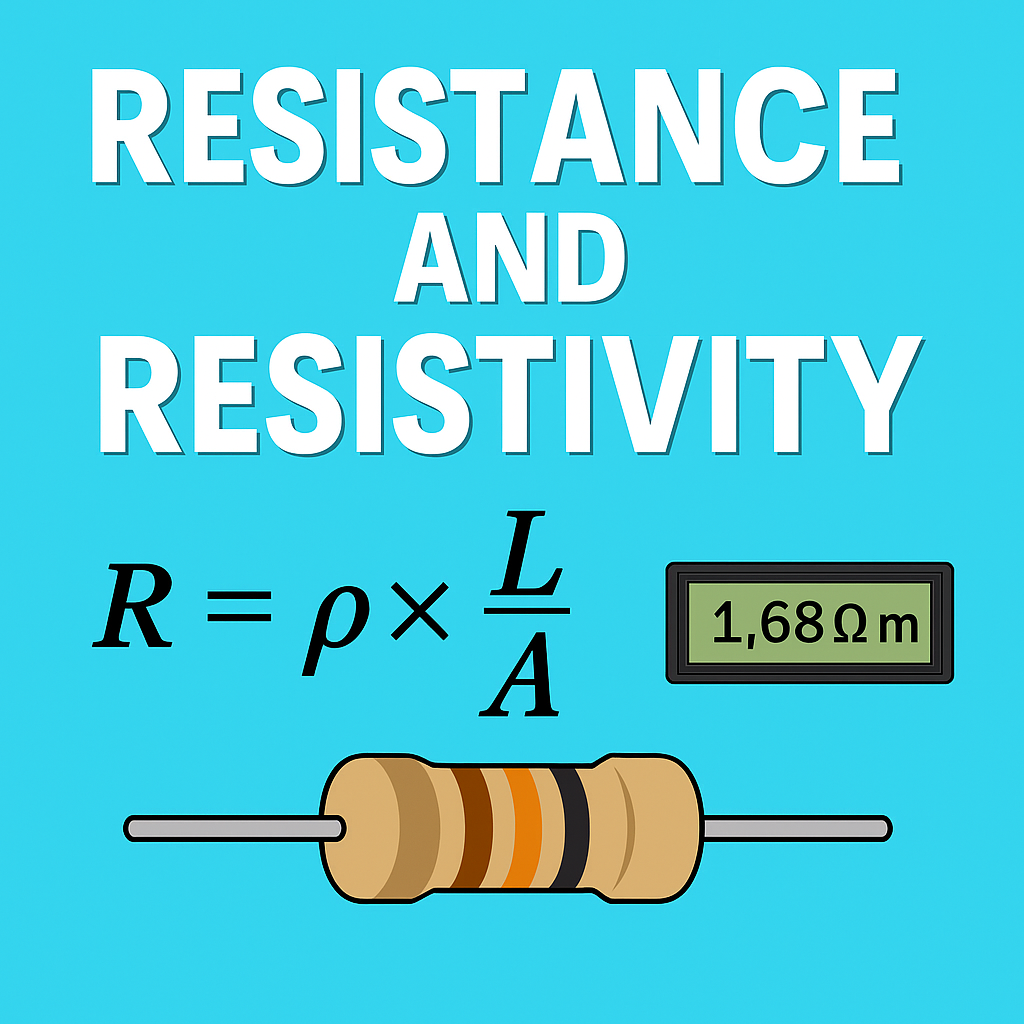 RESISTANCE
AND
RESISTIVITY
R = ρ × L/A
1,68 Ω m